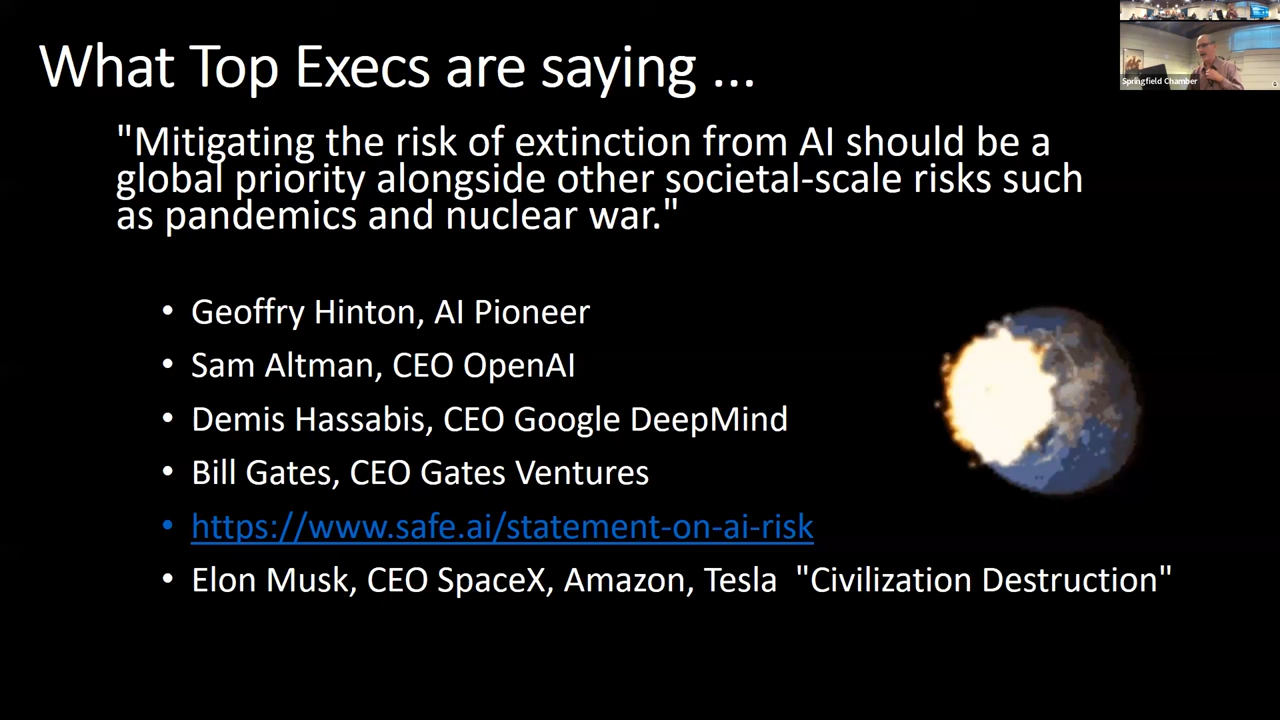 What Top Execs are saying ...
Springfield Chamber
"Mitigating the risk of extinction from AI should be a
global priority alongside other societal-scale risks such
as pandemics and nuclear war."
• Geoffry Hinton, AI Pioneer
• Sam Altman, CEO OpenAI
• Demis Hassabis, CEO Google DeepMind
• Bill Gates, CEO Gates Ventures
• https://www.safe.ai/statement-on-ai-risk
• Elon Musk, CEO SpaceX, Amazon, Tesla "Civilization Destruction"